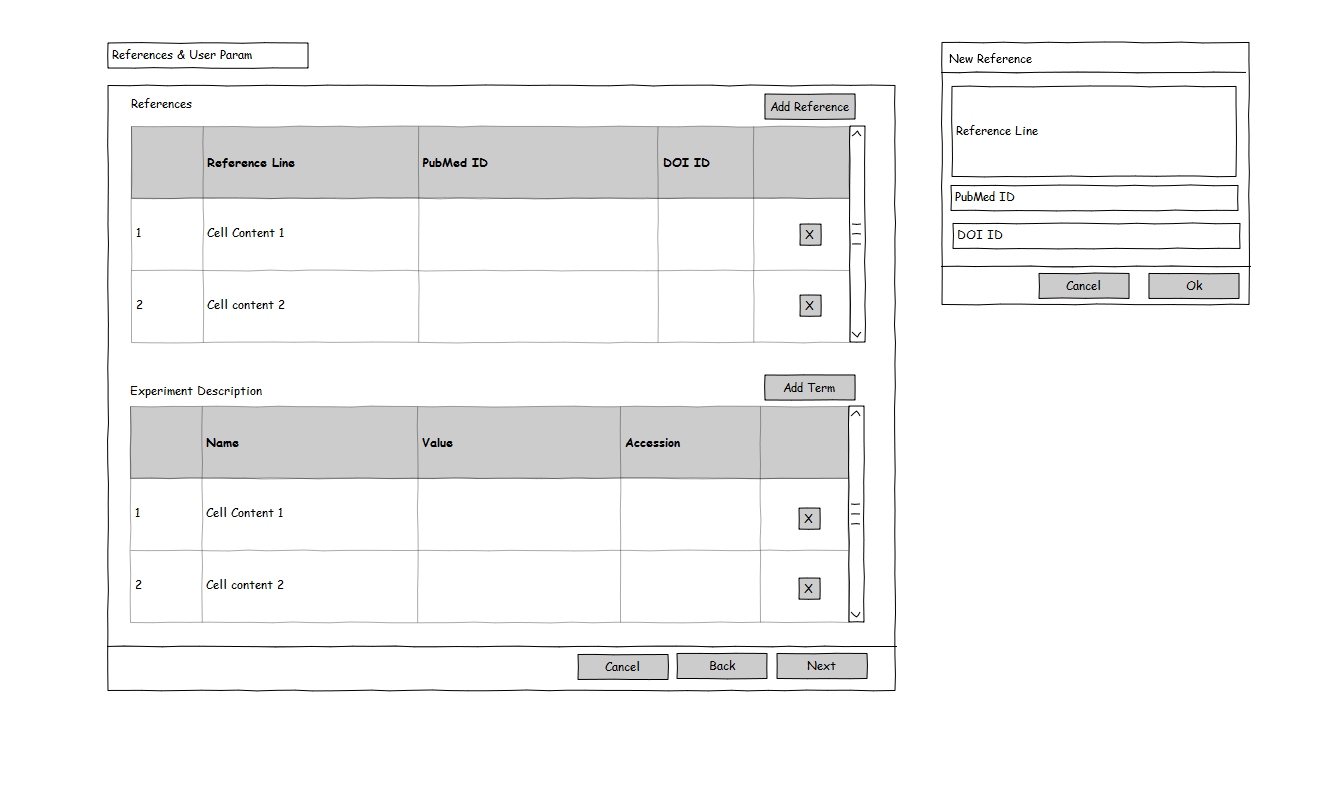 References & User Param
References
Add Reference
Reference Line PubMed ID DOI ID
1 Cell Content 1 X
2 Cell content 2 X
Experiment Description
Add Term
Name Value Accession
1 Cell Content 1 X
2 Cell content 2 X
Cancel Back Next
New Reference
Reference Line
PubMed ID
DOI ID
Cancel Ok